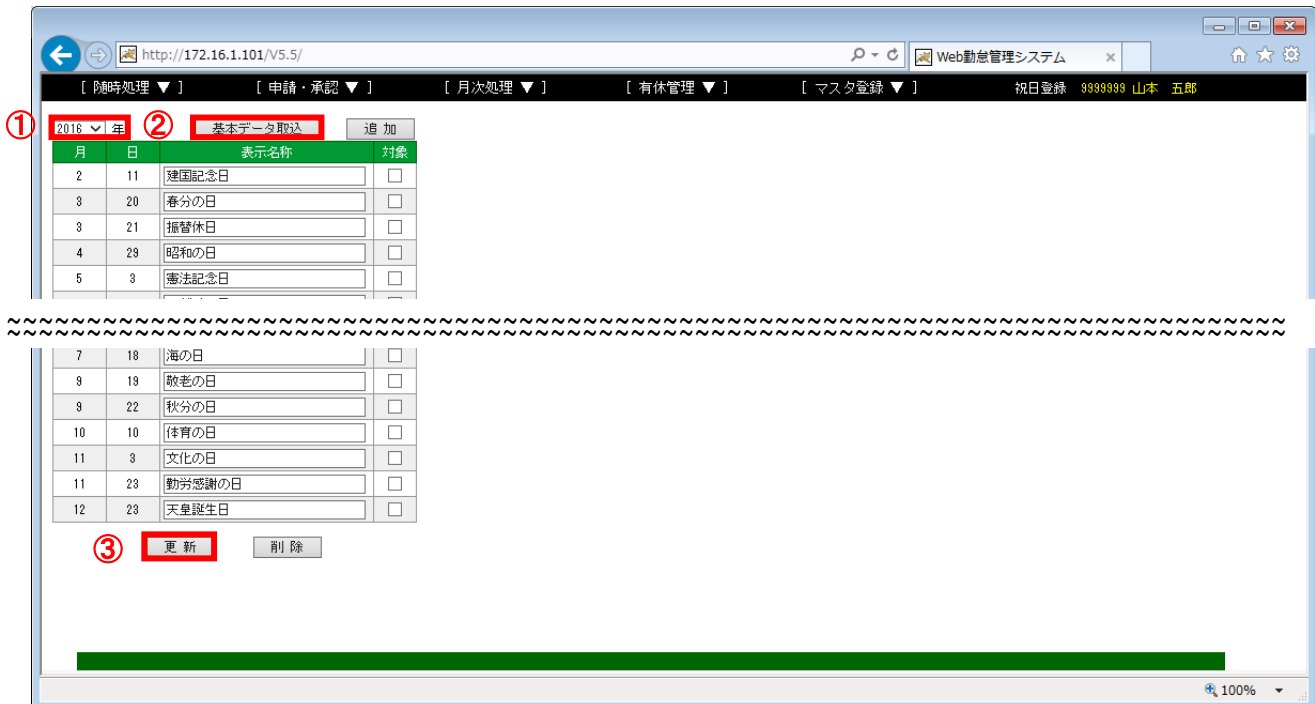 http://172.16.1.101/V5.5/
Web勤怠管理システム
[ 随時処理 ▼ ] [ 申請・承認 ▼ ] [ 月次処理 ▼ ] [ 有休管理 ▼ ] [ マスタ登録 ▼ ] 祝日登録 9999999 山本 五郎
① 2016 年 ② 基本データ取込 追 加
月 日 表示名称 対象
2 11 建国記念日
3 20 春分の日
3 21 振替休日
4 29 昭和の日
5 3 憲法記念日
7 18 海の日
9 19 敬老の日
9 22 秋分の日
10 10 体育の日
11 3 文化の日
11 23 勤労感謝の日
12 23 天皇誕生日
③ 更 新 削 除
100%